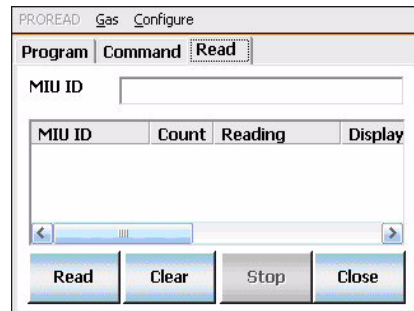 PROREAD Gas Configure
Program Command Read
MIU ID
MIU ID Count Reading Display
Read Clear Stop Close